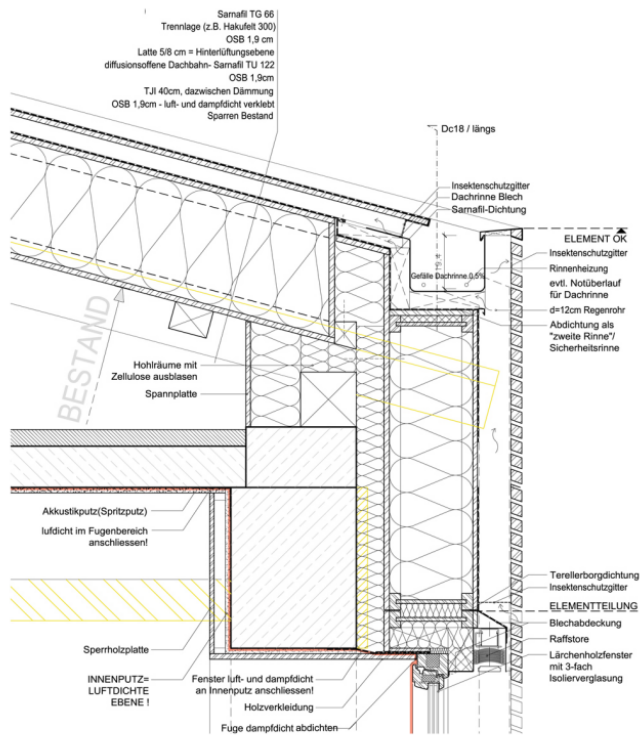 Sarnafil TG 66
Trennlage (z.B. Hakufelt 300)
OSB 1,9 cm
Latte 5/8 cm = Hinterlüftungsebene
diffusionsoffene Dachbahn- Sarnafil TU 122
OSB 1,9cm
TJI 40cm, dazwischen Dämmung
OSB 1,9cm - luft- und dampfdicht verklebt
Sparren Bestand
Dc18 / längs
Insektenschutzgitter
Dachrinne Blech
Sarnafil-Dichtung
ELEMENT OK
Insektenschutzgitter
Gefälle Dachrinne 0,5%
Rinnenheizung
evtl. Notüberlauf
für Dachrinne
d=12cm Regenrohr
Abdichtung als
"zweite Rinne"/
Sicherheitsrinne
BESTAND
Hohlräume mit
Zellulose ausblasen
Spannplatte
Akkustikputz(Spritzputz)
lufdicht im Fugenbereich
anschliessen!
Terellerborgdichtung
Insektenschutzgitter
ELEMENTTEILUNG
Blechabdeckung
Raffstore
Lärchenholzfenster
mit 3-fach
Isolierverglasung
Sperrholzplatte
INNENPUTZ=
LUFTDICHTE
EBENE !
Fenster luft- und dampfdicht
an Innenputz anschliessen!
Holzverkleidung
Fuge dampfdicht abdichten